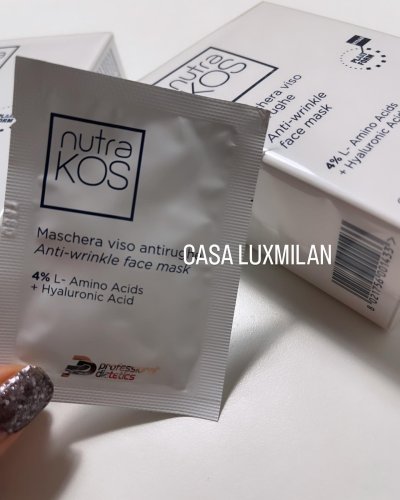 nutra
KOS
Maschera viso antirughe
Anti-wrinkle face mask
4% L- Amino Acids
+ Hyaluronic Acid
professional
dietetics
nutra
KOS
Maschera viso
antirughe
Anti-wrinkle
face mask
4% L- Amino Acids
+ Hyaluronic Acid
CASA LUXMILAN